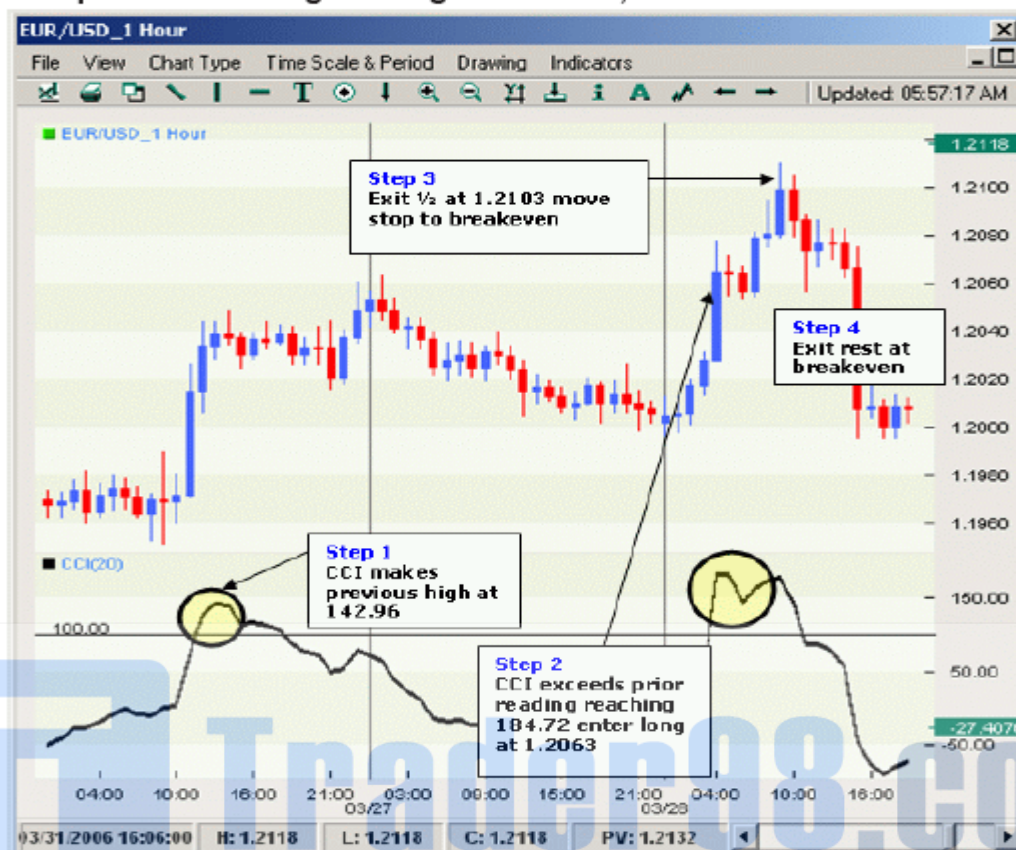 EUR/USD_1 Hour
File View Chart Type Time Scale & Period Drawing Indicators
Updated: 05:57:17 AM
EUR/USD_1 Hour
1.2118
1.2100
1.2080
1.2060
1.2040
1.2020
1.2000
1.1980
1.1960
Step 3
Exit ½ at 1.2103 move
stop to breakeven
Step 4
Exit rest at
breakeven
Step 1
CCI makes
previous high at
142.96
CCI(20)
100.00
150.00
50.00
-27.4070
-50.00
Step 2
CCI exceeds prior
reading reaching
184.72 enter long
at 1.2063
04:00 10:00 16:00 21:00 03:00 09:00 15:00 21:00 04:00 10:00 16:00
03/27 03/28
03/31/2006 16:06:00 H: 1.2118 L: 1.2118 C: 1.2118 PV: 1.2132
Trader98.co